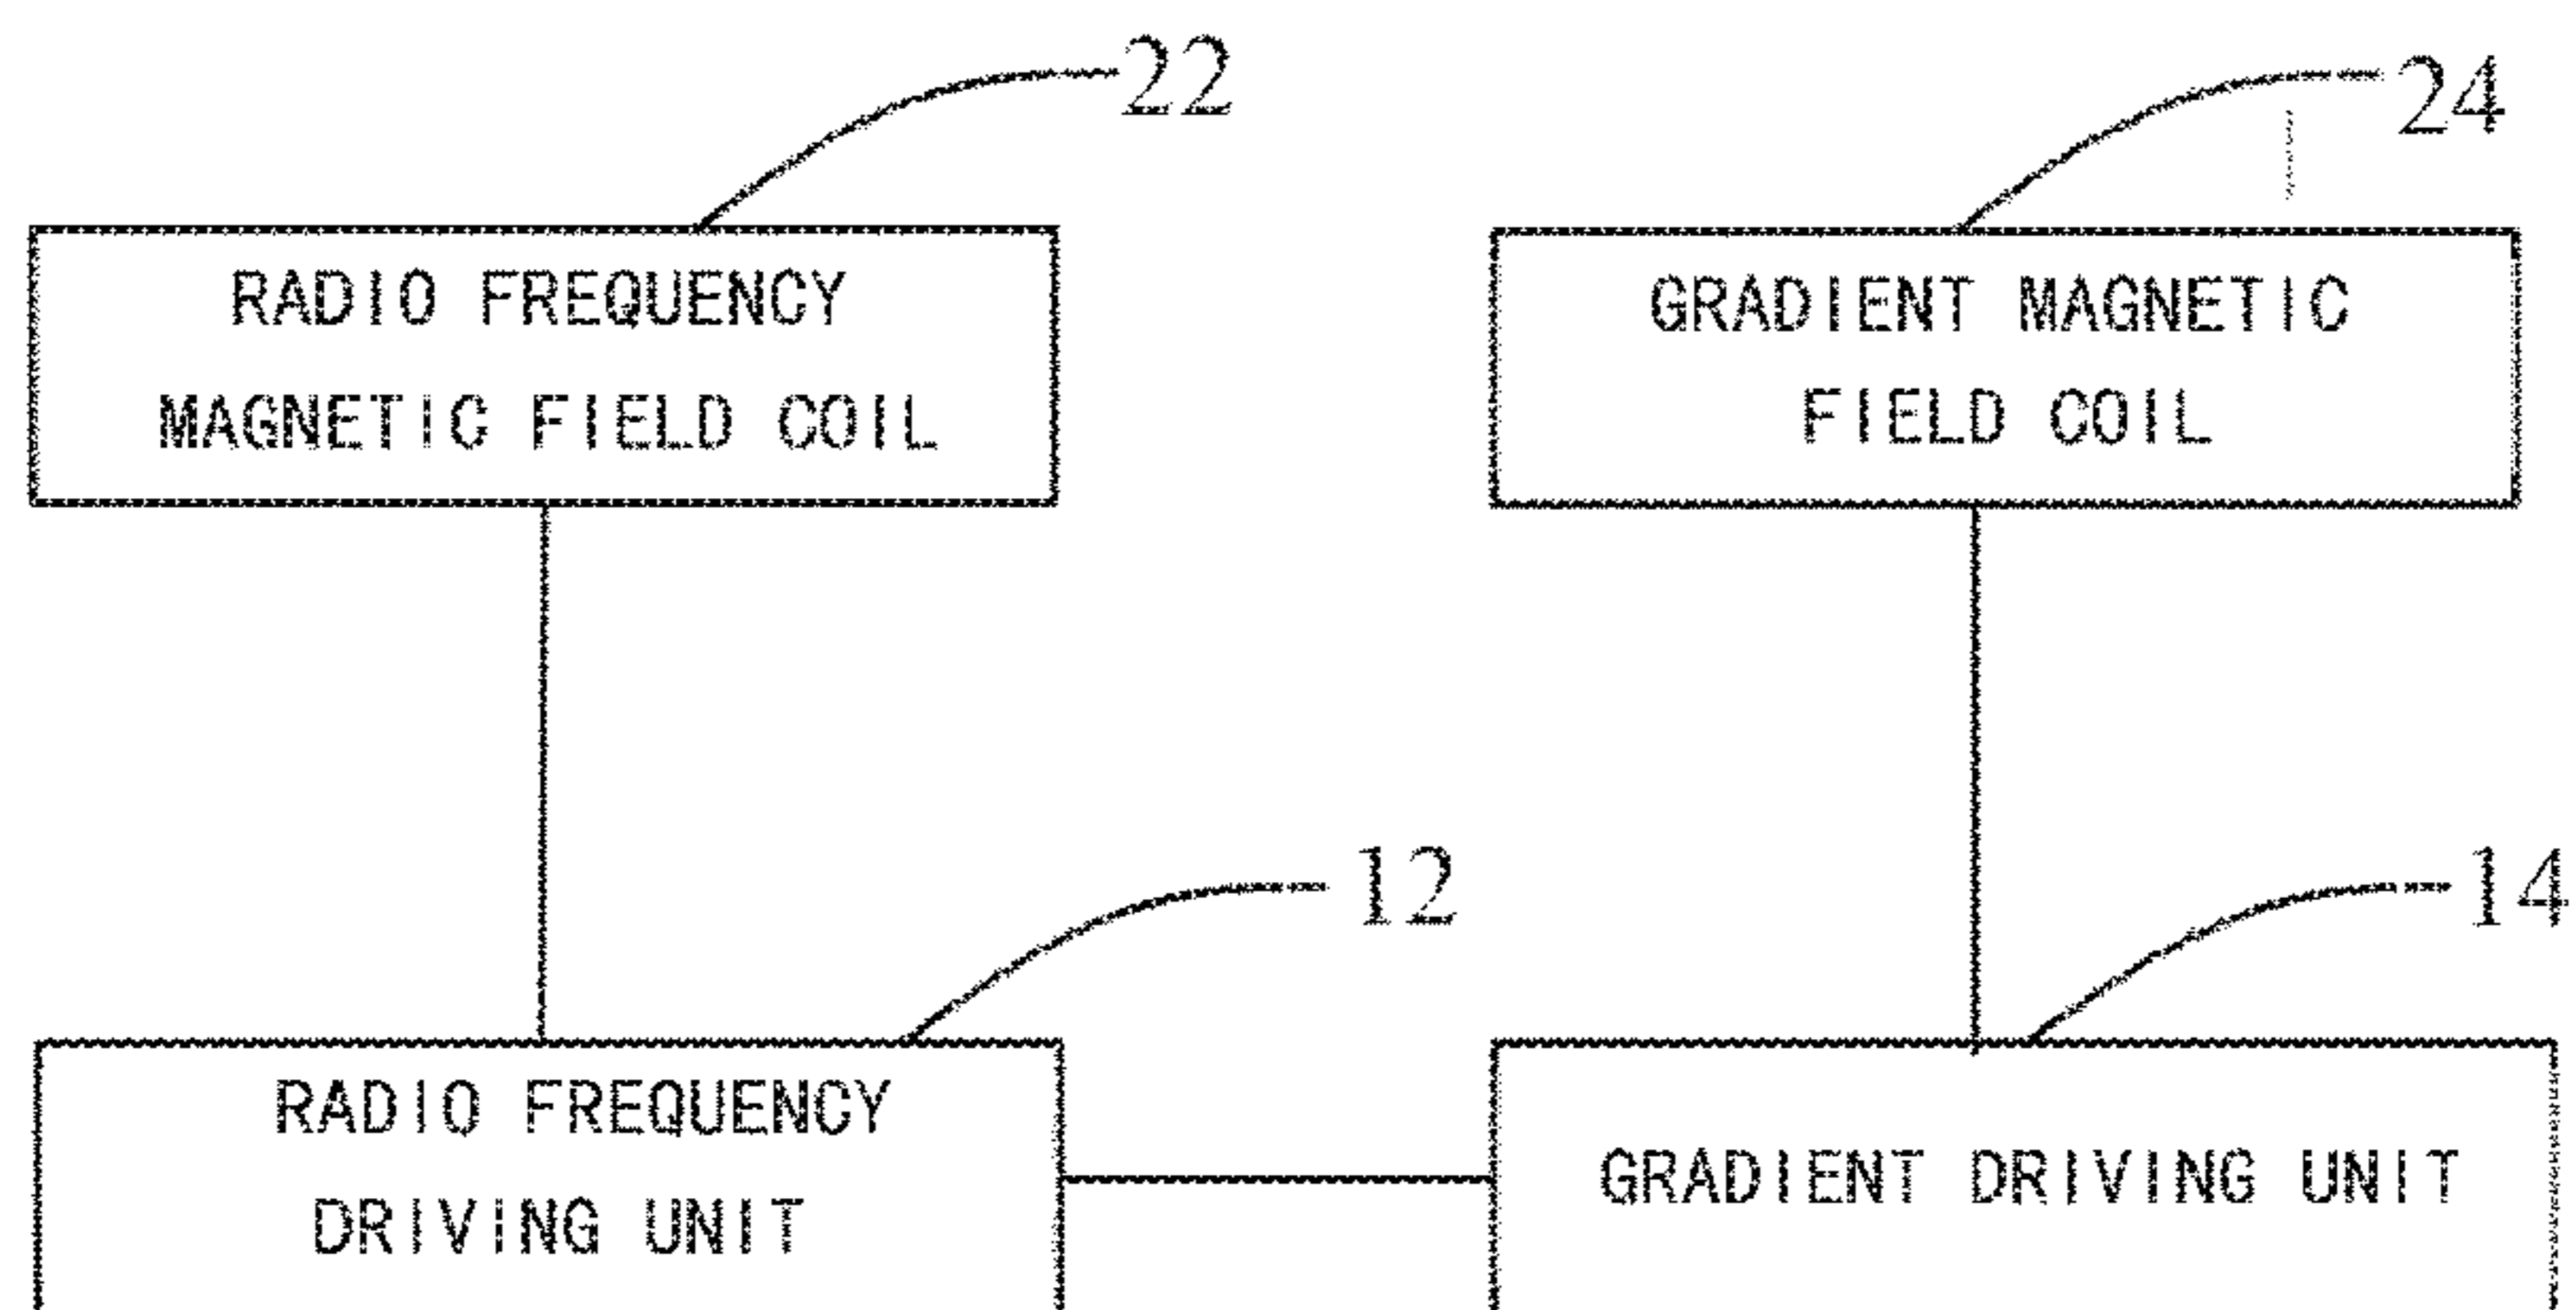 22
24
RADIO FREQUENCY
MAGNETIC FIELD COIL
GRADIENT MAGNETIC
FIELD COIL
12
14
RADIO FREQUENCY
DRIVING UNIT
GRADIENT DRIVING UNIT